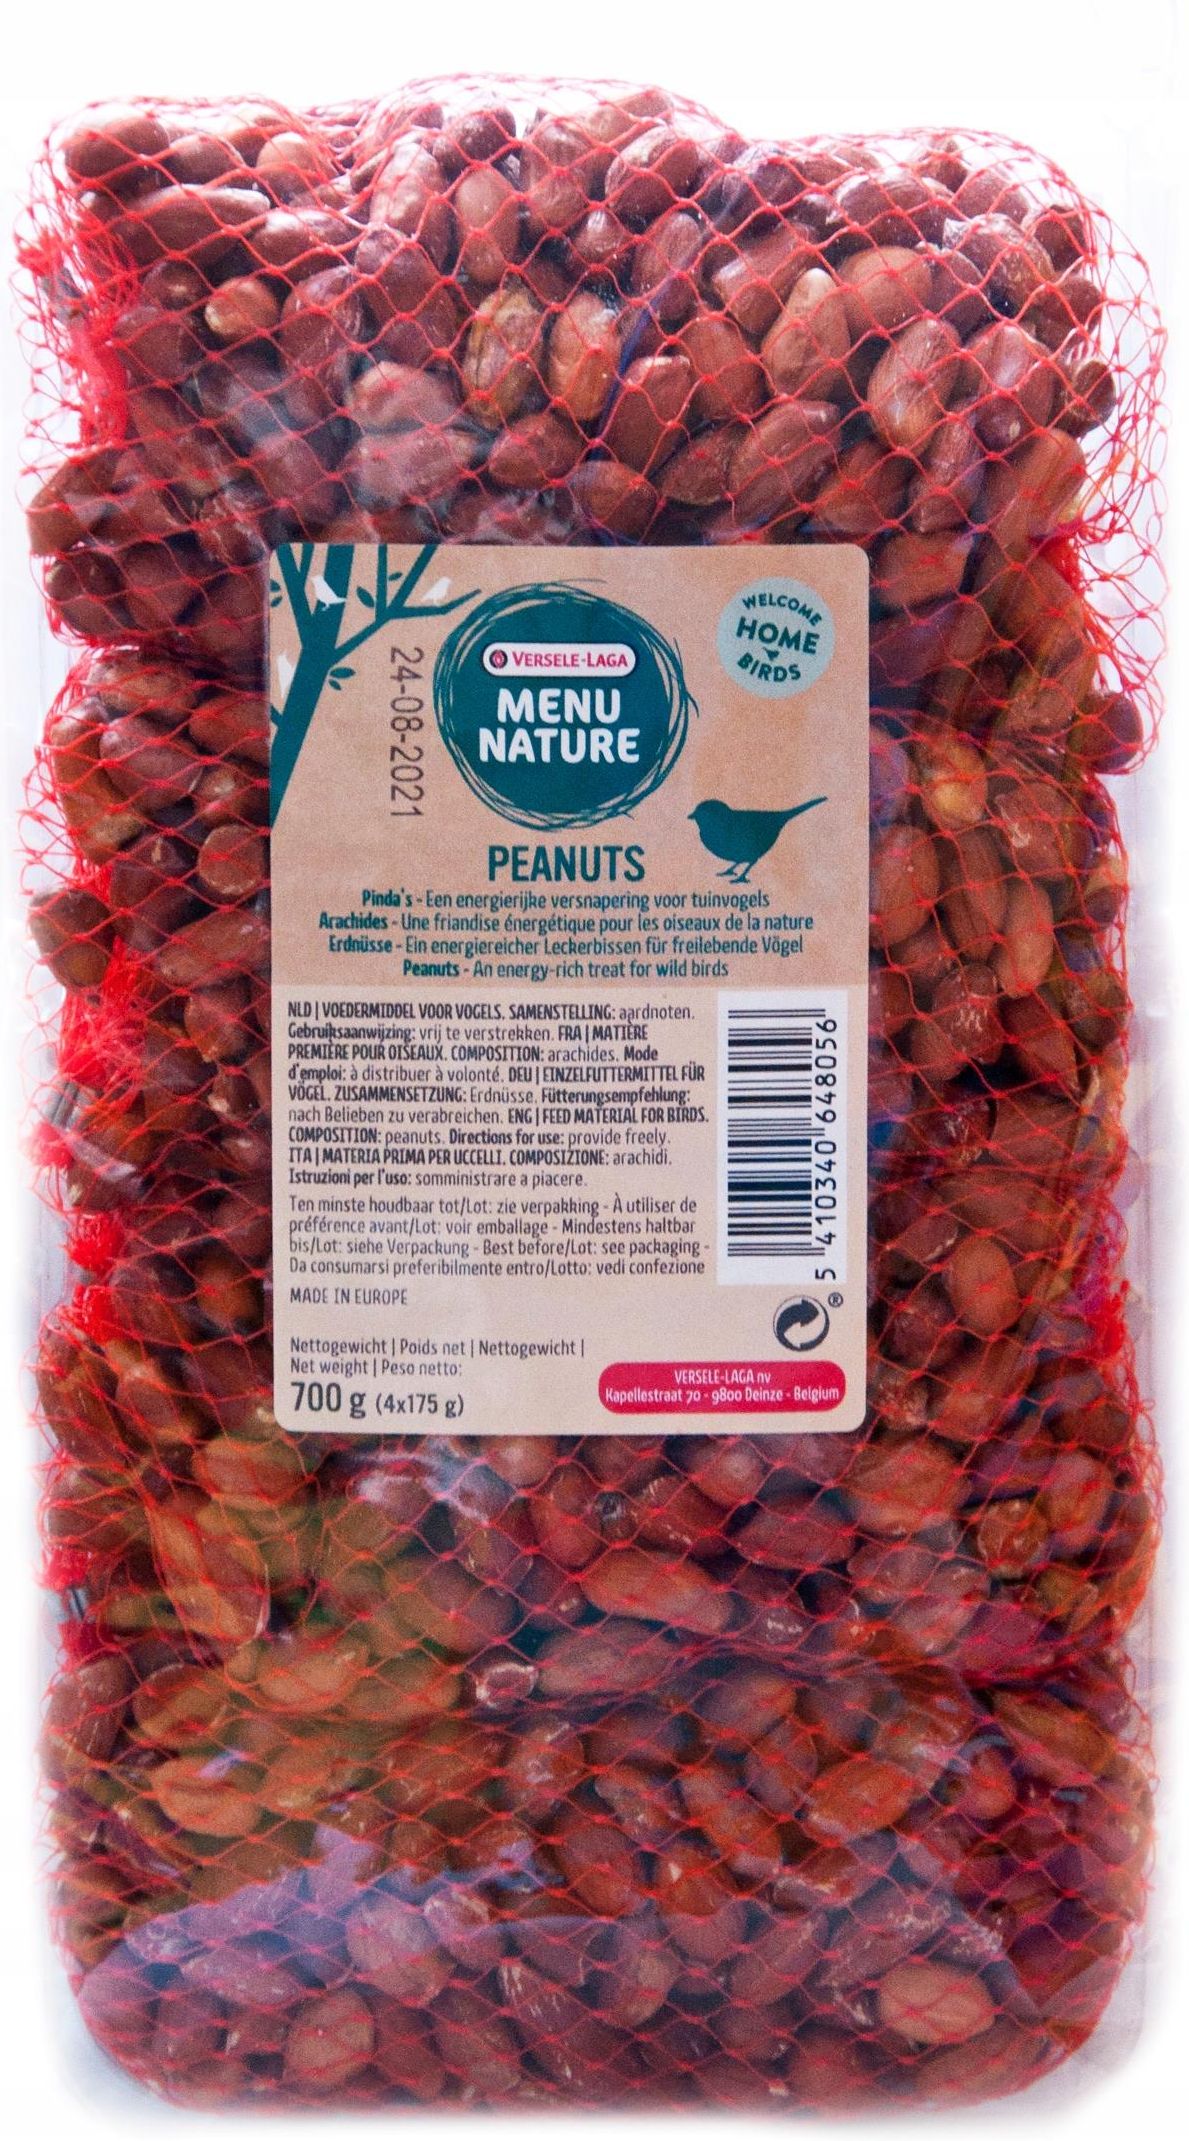 WELCOME
HOME
BIRDS
VERSELE-LAGA
MENU
NATURE
24-08-2021
PEANUTS
Pinda's - Een energierijke versnapering voor tuinvogels
Arachides - Une friandise énergétique pour les oiseaux de la nature
Erdnüsse - Ein energiereicher Leckerbissen für freilebende Vögel
Peanuts - An energy-rich treat for wild birds
NLD | VOEDERMIDDEL VOOR VOGELS. SAMENSTELLING: aardnoten.
Gebruiksaanwijzing: vrij te verstrekken. FRA | MATIÈRE
PREMIÈRE POUR OISEAUX. COMPOSITION: arachides. Mode
d'emploi: à distribuer à volonté. DEU | EINZELFUTTERMITTEL FÜR
VÖGEL. ZUSAMMENSETZUNG: Erdnüsse. Fütterungsempfehlung:
nach Belieben zu verabreichen. ENG | FEED MATERIAL FOR BIRDS.
COMPOSITION: peanuts. Directions for use: provide freely.
ITA | MATERIA PRIMA PER UCCELLI. COMPOSIZIONE: arachidi.
Istruzioni per l'uso: somministrare a piacere.
Ten minste houdbaar tot/Lot: zie verpakking - À utiliser de
préférence avant/Lot: voir emballage - Mindestens haltbar
bis/Lot: siehe Verpackung - Best before/Lot: see packaging -
Da consumarsi preferibilmente entro/Lotto: vedi confezione
MADE IN EUROPE
5 410340 648056
®
Nettogewicht | Poids net | Nettogewicht |
Net weight | Peso netto:
700 g (4x175 g)
VERSELE-LAGA nv
Kapellestraat 70 - 9800 Deinze - Belgium